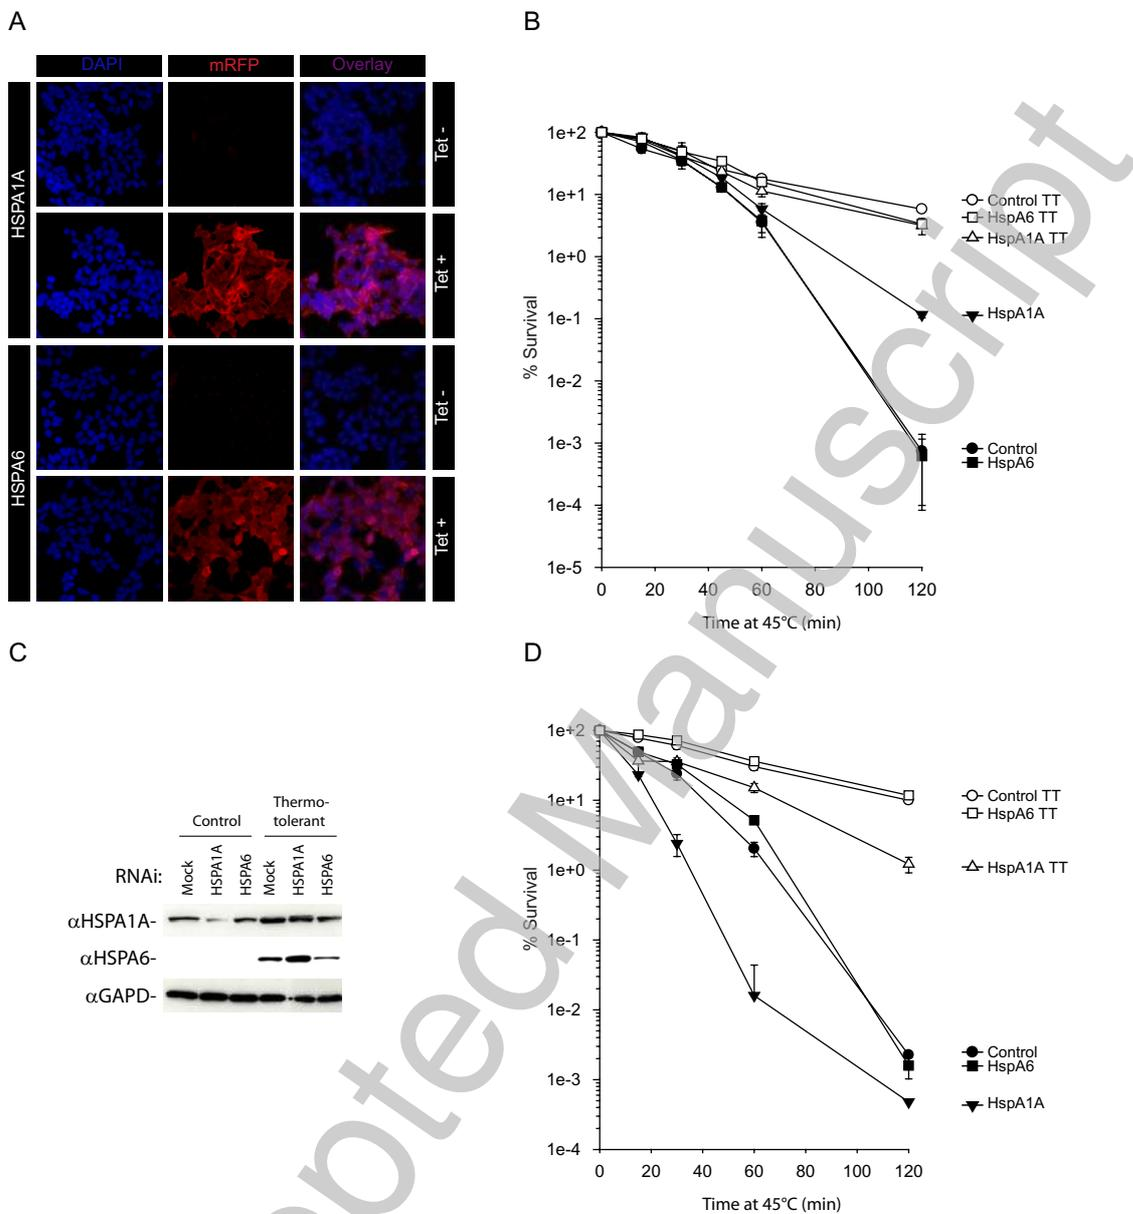 A
DAPI mRFP Overlay
HSPA1A
Tet -
Tet +
HSPA6
Tet -
Tet +
B
1e+2
1e+1
1e+0
1e-1
1e-2
1e-3
1e-4
1e-5
% Survival
0 20 40 60 80 100 120
Time at 45°C (min)
Control TT
HspA6 TT
HspA1A TT
HspA1A
Control
HspA6
C
Control
Thermo-
tolerant
RNAi:
Mock HSPA1A HSPA6 Mock HSPA1A HSPA6
αHSPA1A-
αHSPA6-
αGAPD-
D
1e+2
1e+1
1e+0
1e-1
1e-2
1e-3
1e-4
% Survival
0 20 40 60 80 100 120
Time at 45°C (min)
Control TT
HspA6 TT
HspA1A TT
Control
HspA6
HspA1A
pted Manuscript